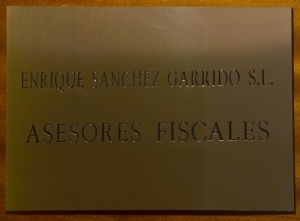 ENRIQUE SANCHEZ GARRIDO S.L.
ASESORES FISCALES